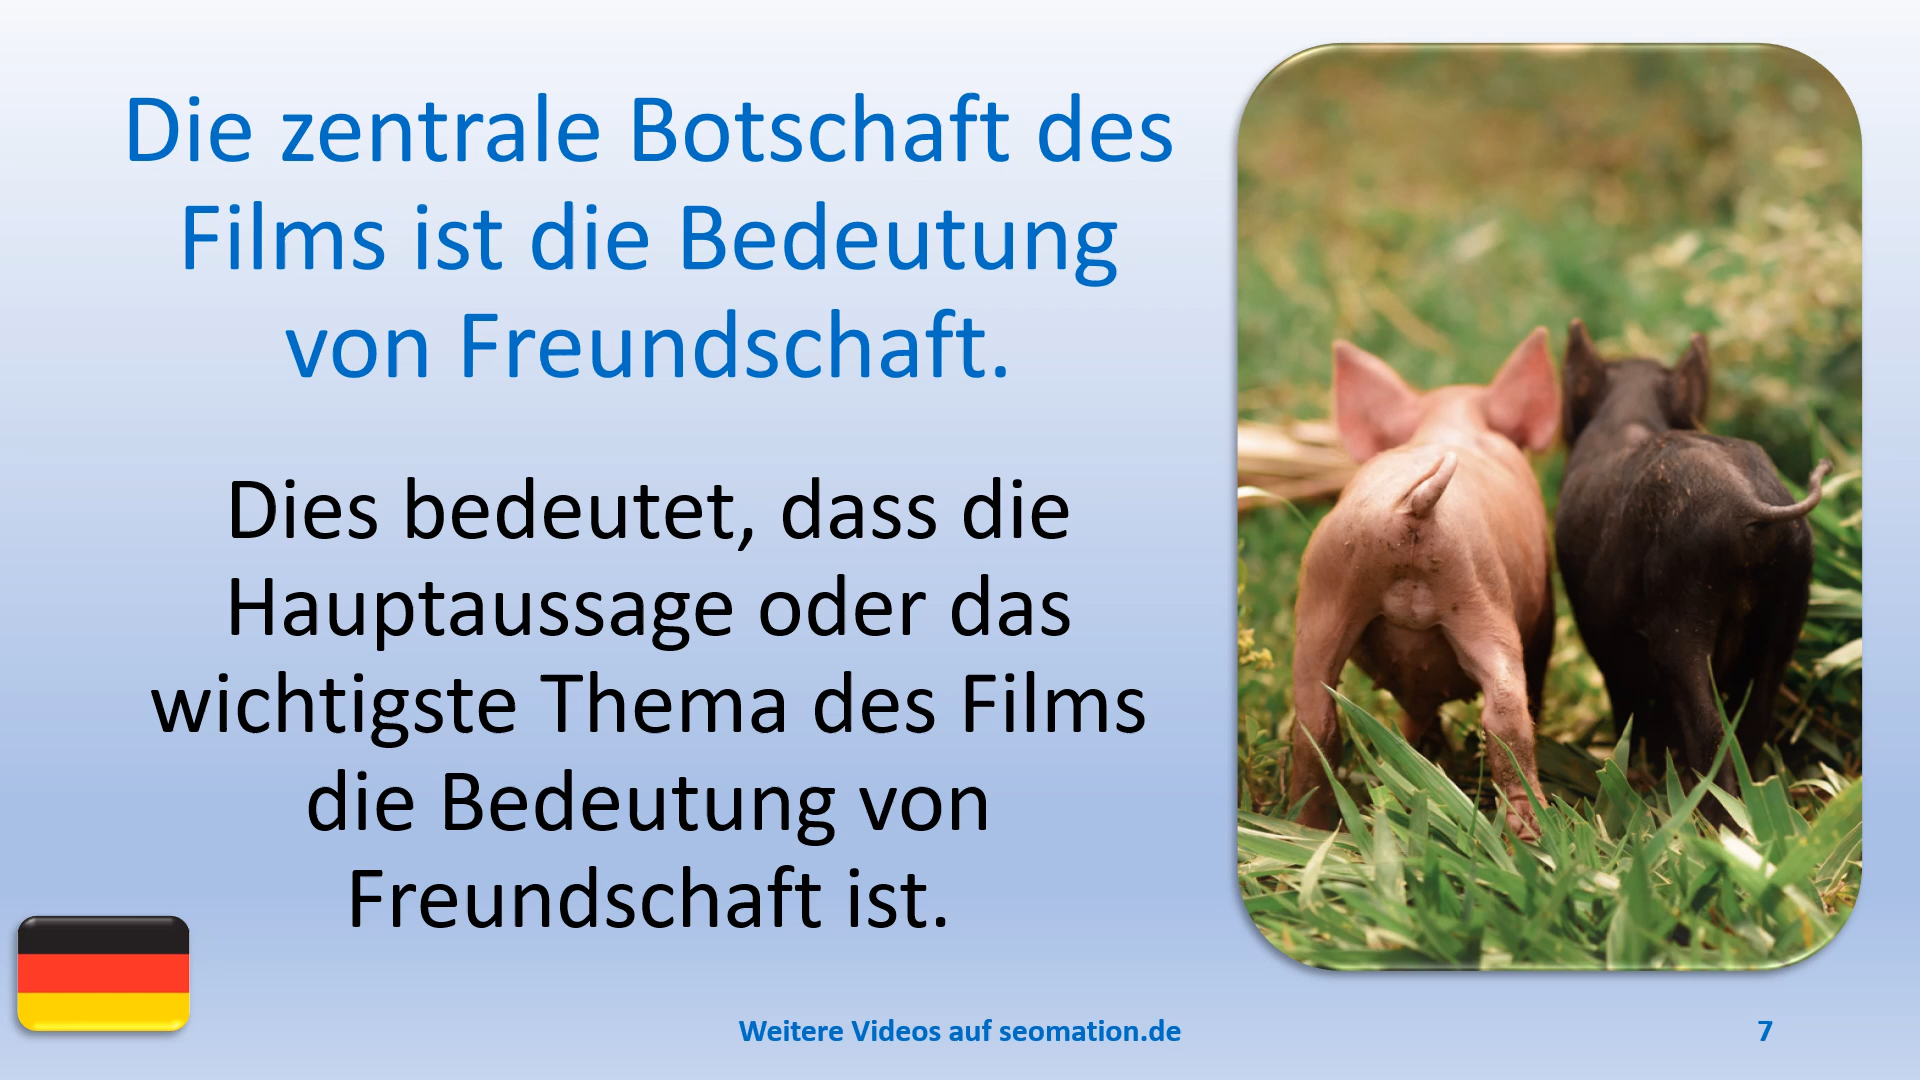 Die zentrale Botschaft des
Films ist die Bedeutung
von Freundschaft.
Dies bedeutet, dass die
Hauptaussage oder das
wichtigste Thema des Films
die Bedeutung von
Freundschaft ist.
Weitere Videos auf seomation.de
7